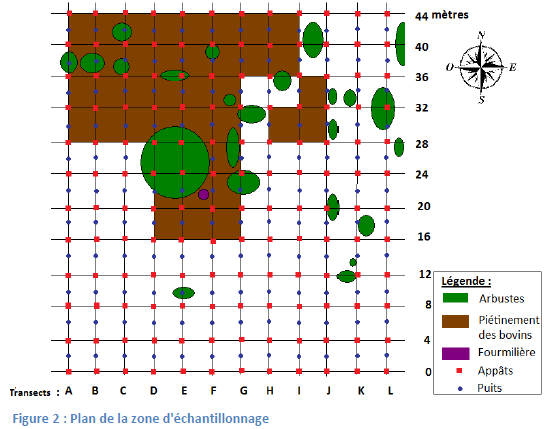 44 mètres
N
40
O E
36
S
32
28
24
20
16
12
Légende :
Arbustes
8
Piétinement
des bovins
4
Fourmilière
Appâts
0
Puits
Transects : A B C D E F G H I J K L
Figure 2 : Plan de la zone d'échantillonnage